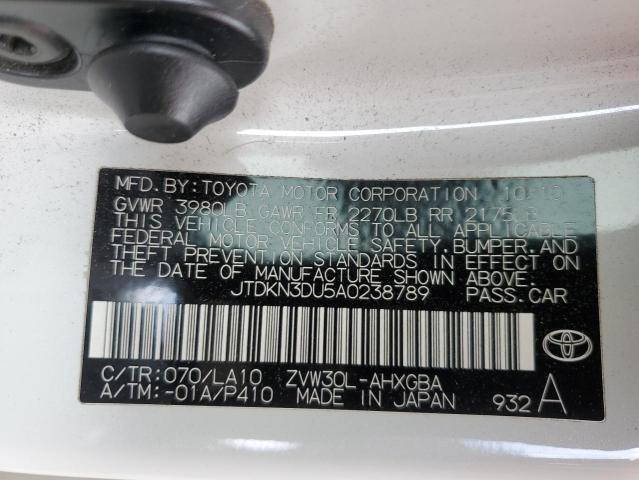 MFD. BY: TOYOTA MOTOR CORPORATION 10/10
GVWR 3980LB GAWR FR 2270LB RR 2175LB
THIS VEHICLE CONFORMS TO ALL APPLICABLE
FEDERAL MOTOR VEHICLE SAFETY, BUMPER, AND
THEFT PREVENTION STANDARDS IN EFFECT ON
THE DATE OF MANUFACTURE SHOWN ABOVE.
JTDKN3DU5A0238789 PASS. CAR
C/TR: 070/LA10 ZVW30L-AHXGBA
A/TM: -01A/P410 MADE IN JAPAN 932 A